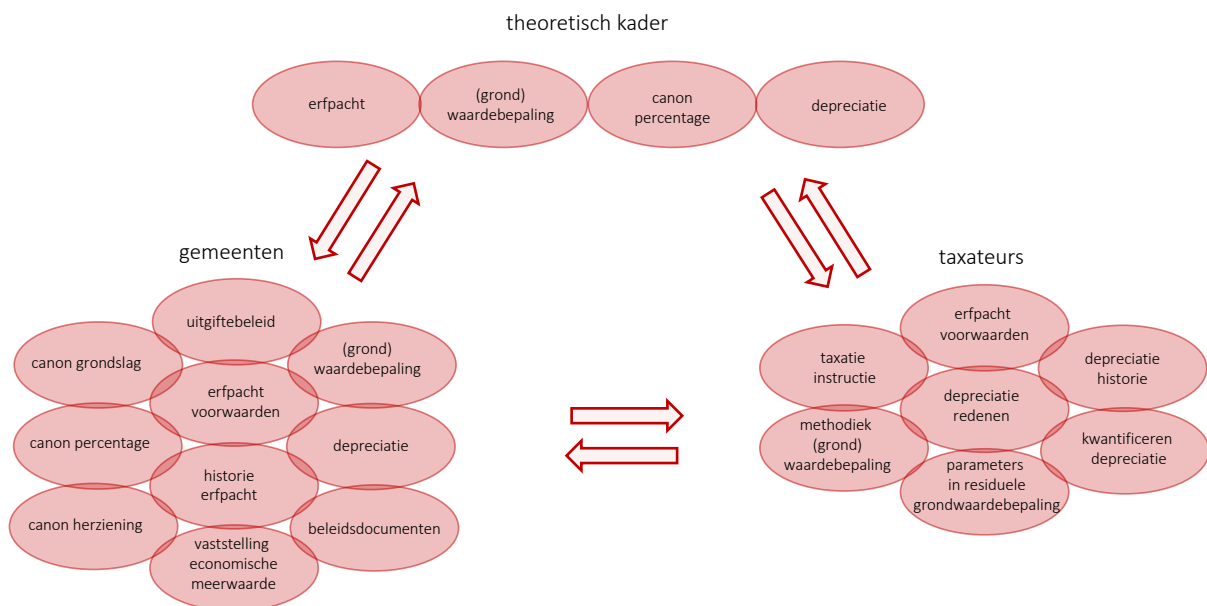 theoretisch kader
erfpacht
(grond)
waardebepaling
canon
percentage
depreciatie
gemeenten
uitgiftebeleid
canon grondslag
(grond)
waardebepaling
erfpacht
voorwaarden
canon percentage
depreciatie
historie
erfpacht
canon herziening
beleidsdocumenten
vaststelling
economische
meerwaarde
taxateurs
erfpacht
voorwaarden
taxatie
instructie
depreciatie
historie
depreciatie
redenen
methodiek
(grond)
waardebepaling
kwantificeren
depreciatie
parameters
in residuele
grondwaardebepaling